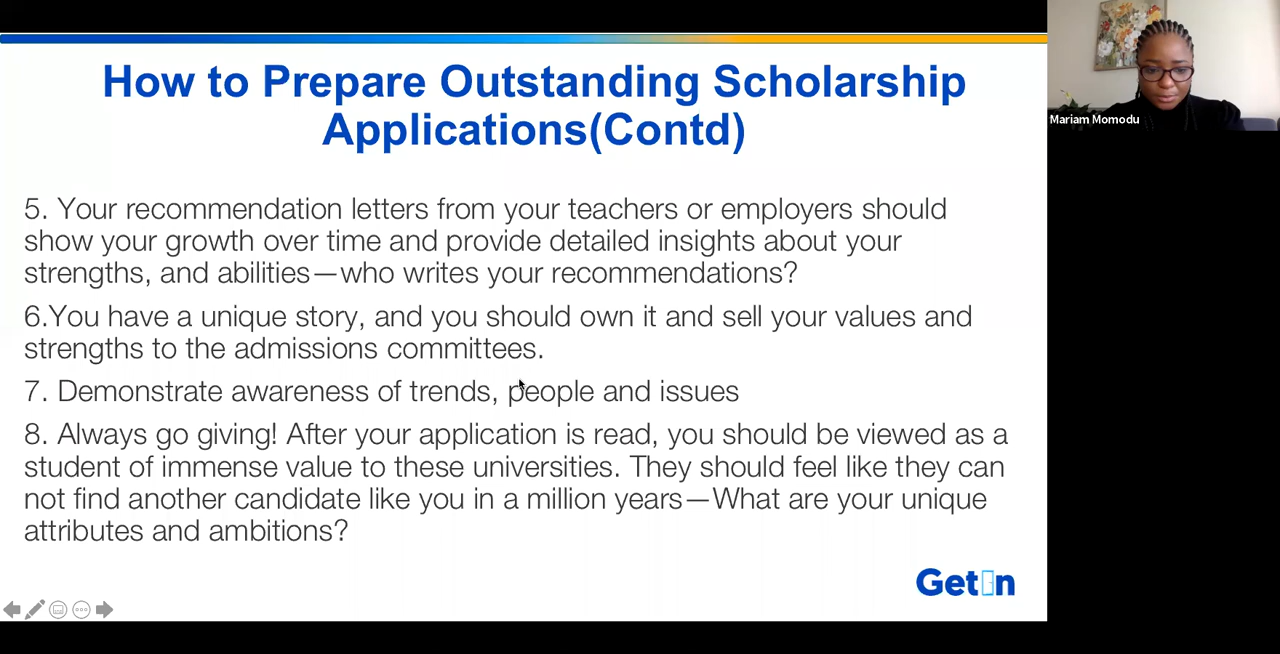 How to Prepare Outstanding Scholarship
Applications(Contd)
5. Your recommendation letters from your teachers or employers should
show your growth over time and provide detailed insights about your
strengths, and abilities—who writes your recommendations?
6.You have a unique story, and you should own it and sell your values and
strengths to the admissions committees.
7. Demonstrate awareness of trends, people and issues
8. Always go giving! After your application is read, you should be viewed as a
student of immense value to these universities. They should feel like they can
not find another candidate like you in a million years—What are your unique
attributes and ambitions?
GetIn
Mariam Momodu